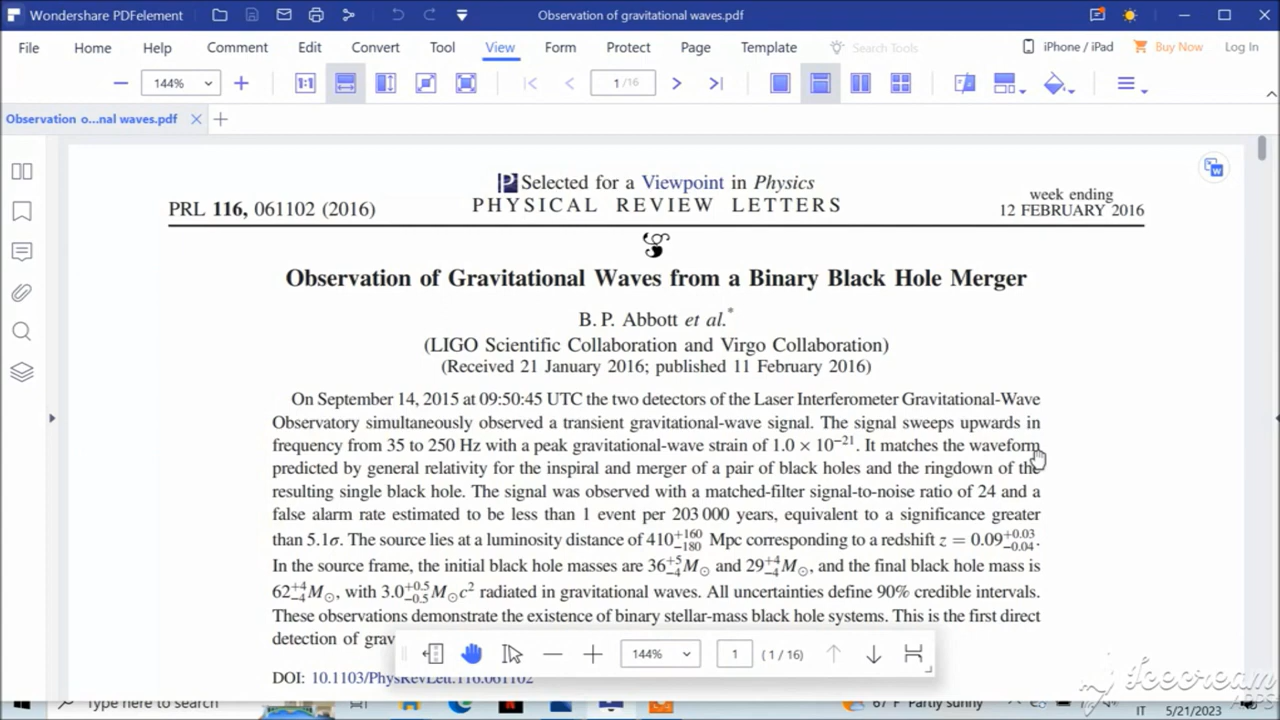 Wondershare PDFelement
Observation of gravitational waves.pdf
File Home Help Comment Edit Convert Tool View Form Protect Page Template Search Tools iPhone / iPad Buy Now Log In
144% 1:1 1 /16
Observation o...nal waves.pdf
Selected for a Viewpoint in Physics
PHYSICAL REVIEW LETTERS
PRL 116, 061102 (2016)
week ending
12 FEBRUARY 2016
Observation of Gravitational Waves from a Binary Black Hole Merger
B. P. Abbott et al.*
(LIGO Scientific Collaboration and Virgo Collaboration)
(Received 21 January 2016; published 11 February 2016)
On September 14, 2015 at 09:50:45 UTC the two detectors of the Laser Interferometer Gravitational-Wave
Observatory simultaneously observed a transient gravitational-wave signal. The signal sweeps upwards in
frequency from 35 to 250 Hz with a peak gravitational-wave strain of 1.0 × 10⁻²¹. It matches the waveform
predicted by general relativity for the inspiral and merger of a pair of black holes and the ringdown of the
resulting single black hole. The signal was observed with a matched-filter signal-to-noise ratio of 24 and a
false alarm rate estimated to be less than 1 event per 203 000 years, equivalent to a significance greater
than 5.1σ. The source lies at a luminosity distance of 410 +160 −180 Mpc corresponding to a redshift z = 0.09 +0.03 −0.04.
In the source frame, the initial black hole masses are 36 +5 −4 M⊙ and 29 +4 −4 M⊙, and the final black hole mass is
62 +4 −4 M⊙, with 3.0 +0.5 −0.5 M⊙c² radiated in gravitational waves. All uncertainties define 90% credible intervals.
These observations demonstrate the existence of binary stellar-mass black hole systems. This is the first direct
detection of grav
144% 1 (1 / 16)
DOI: 10.1103/PhysRevLett.116.061102
here to search
67°F Partly sunny
IT 5/21/2023
Icecream
APPS